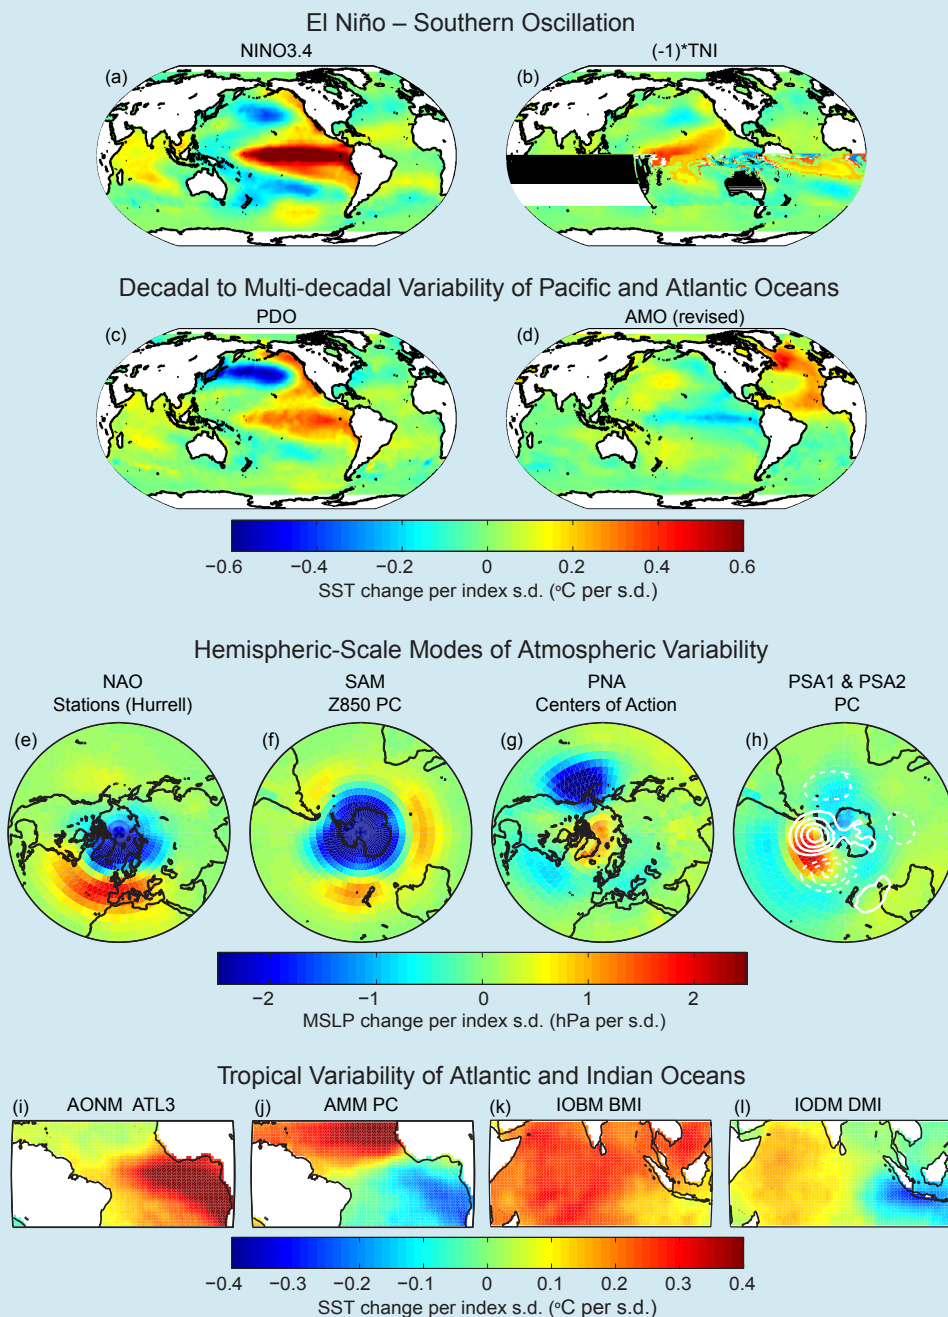 El Niño – Southern Oscillation
NINO3.4
(-1)*TNI
(a)
(b)
Decadal to Multi-decadal Variability of Pacific and Atlantic Oceans
PDO
AMO (revised)
(c)
(d)
−0.6 −0.4 −0.2 0 0.2 0.4 0.6
SST change per index s.d. (°C per s.d.)
Hemispheric-Scale Modes of Atmospheric Variability
NAO
Stations (Hurrell)
SAM
Z850 PC
PNA
Centers of Action
PSA1 & PSA2
PC
(e)
(f)
(g)
(h)
−2 −1 0 1 2
MSLP change per index s.d. (hPa per s.d.)
Tropical Variability of Atlantic and Indian Oceans
(i) AONM ATL3
(j) AMM PC
(k) IOBM BMI
(l) IODM DMI
−0.4 −0.3 −0.2 −0.1 0 0.1 0.2 0.3 0.4
SST change per index s.d. (°C per s.d.)